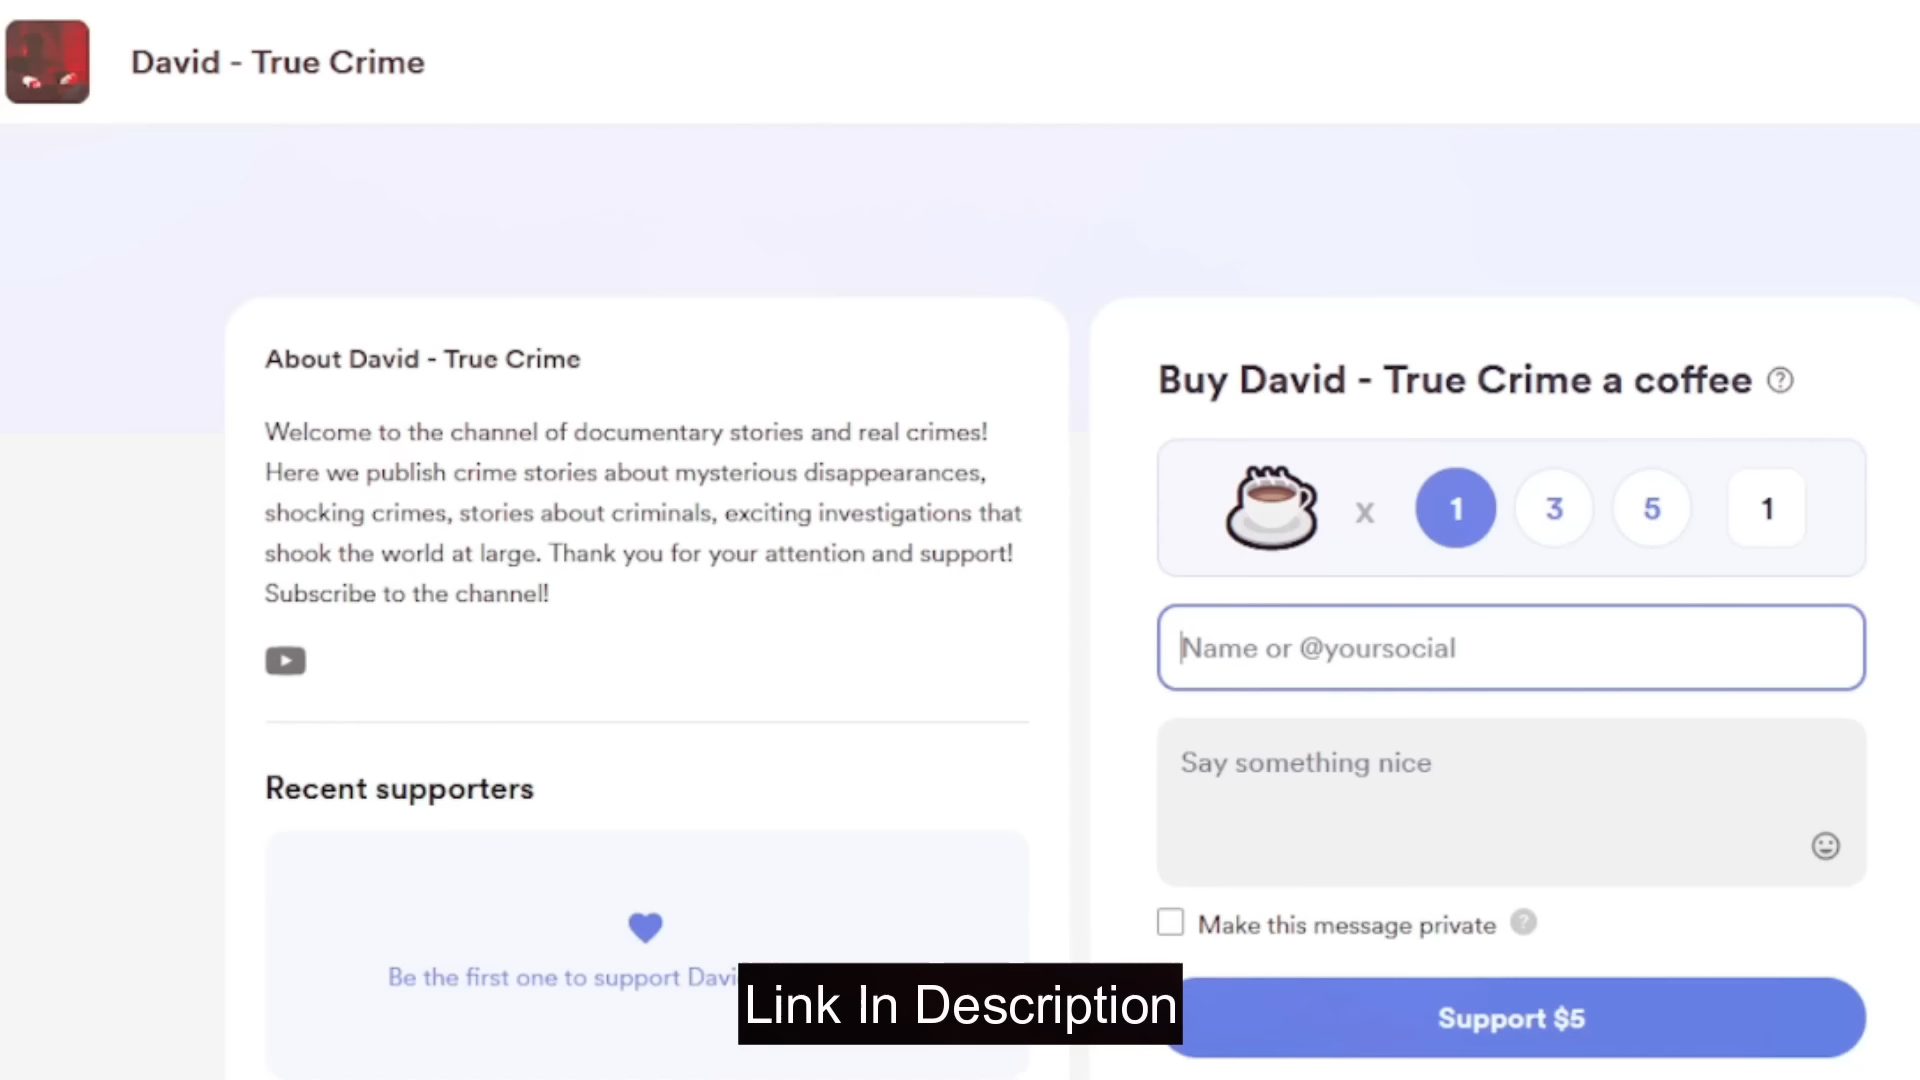 David - True Crime
About David - True Crime
Welcome to the channel of documentary stories and real crimes!
Here we publish crime stories about mysterious disappearances,
shocking crimes, stories about criminals, exciting investigations that
shook the world at large. Thank you for your attention and support!
Subscribe to the channel!
Recent supporters
Be the first one to support Davi
Buy David - True Crime a coffee ?
x 1 3 5 1
Name or @yoursocial
Say something nice
Make this message private ?
Support $5
Link In Description